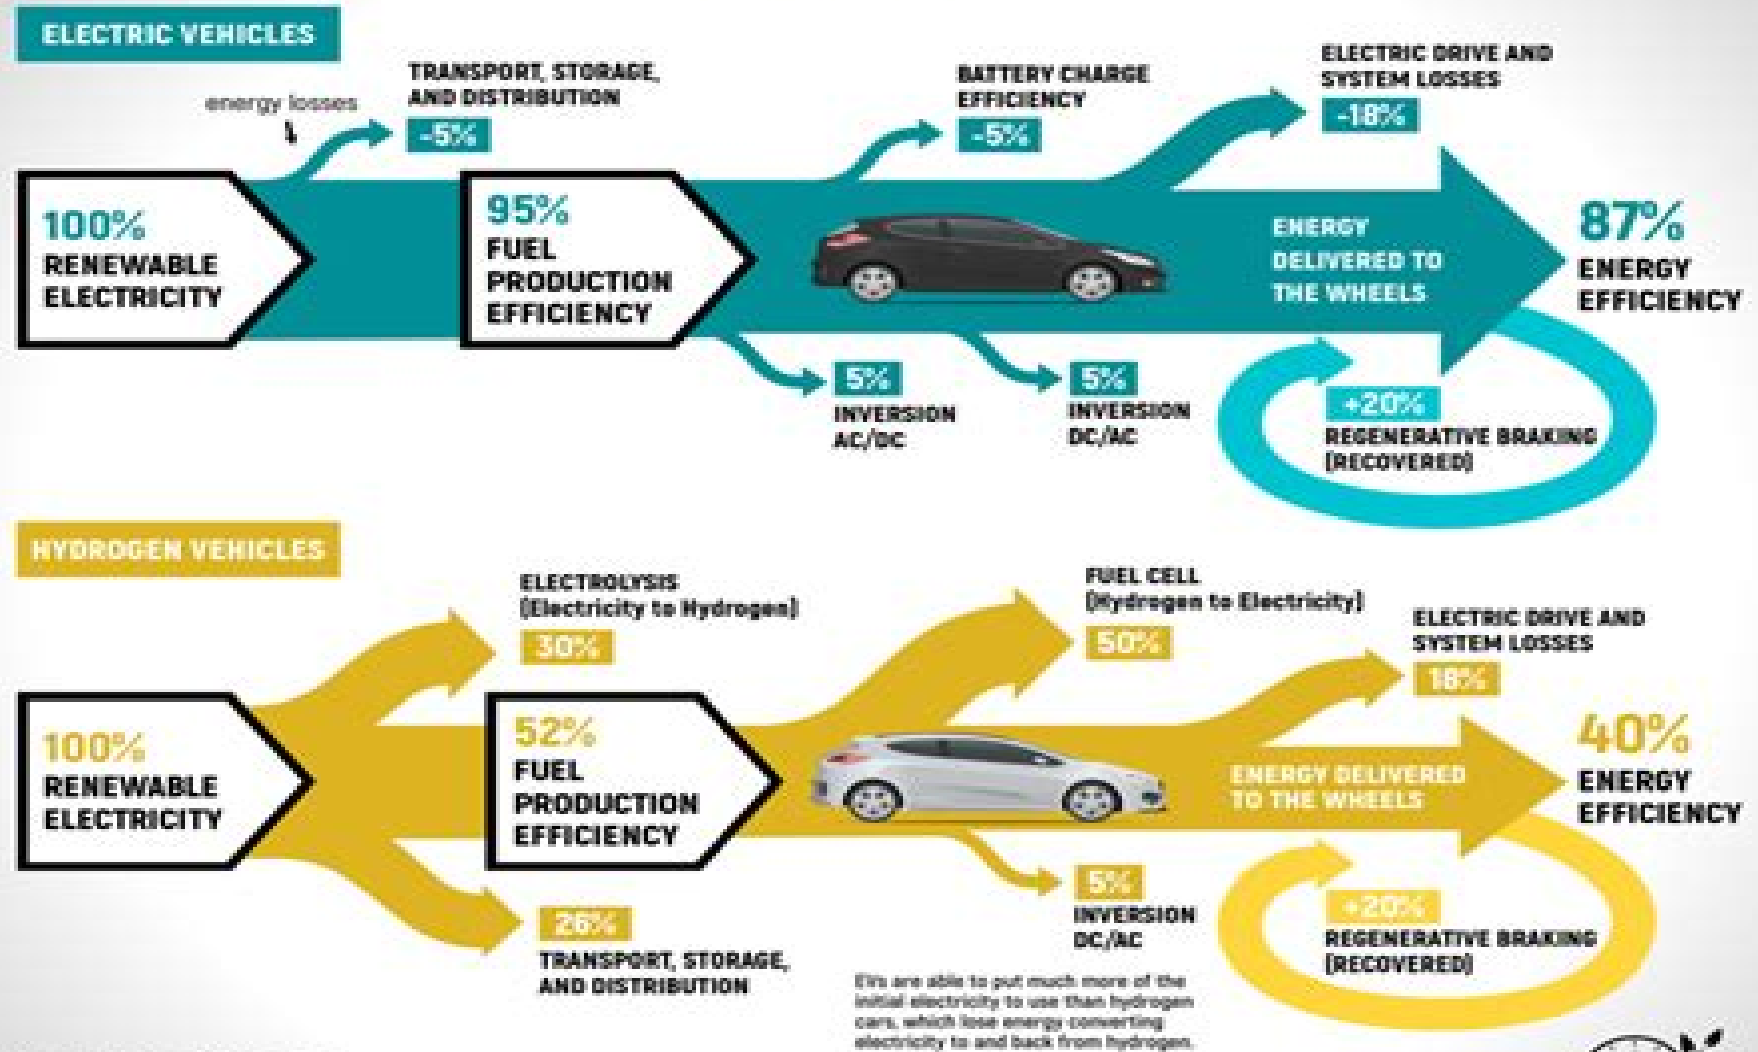 ELECTRIC VEHICLES
energy losses
TRANSPORT, STORAGE,
AND DISTRIBUTION
-5%
BATTERY CHARGE
EFFICIENCY
-5%
ELECTRIC DRIVE AND
SYSTEM LOSSES
-18%
100%
RENEWABLE
ELECTRICITY
95%
FUEL
PRODUCTION
EFFICIENCY
ENERGY
DELIVERED TO
THE WHEELS
87%
ENERGY
EFFICIENCY
5%
INVERSION
AC/DC
5%
INVERSION
DC/AC
+20%
REGENERATIVE BRAKING
(RECOVERED)
HYDROGEN VEHICLES
ELECTROLYSIS
(Electricity to Hydrogen)
30%
FUEL CELL
(Hydrogen to Electricity)
50%
ELECTRIC DRIVE AND
SYSTEM LOSSES
18%
100%
RENEWABLE
ELECTRICITY
52%
FUEL
PRODUCTION
EFFICIENCY
ENERGY DELIVERED
TO THE WHEELS
40%
ENERGY
EFFICIENCY
26%
TRANSPORT, STORAGE,
AND DISTRIBUTION
5%
INVERSION
DC/AC
+20%
REGENERATIVE BRAKING
(RECOVERED)
EVs are able to put much more of the
initial electricity to use than hydrogen
cars, which lose energy converting
electricity to and back from hydrogen.